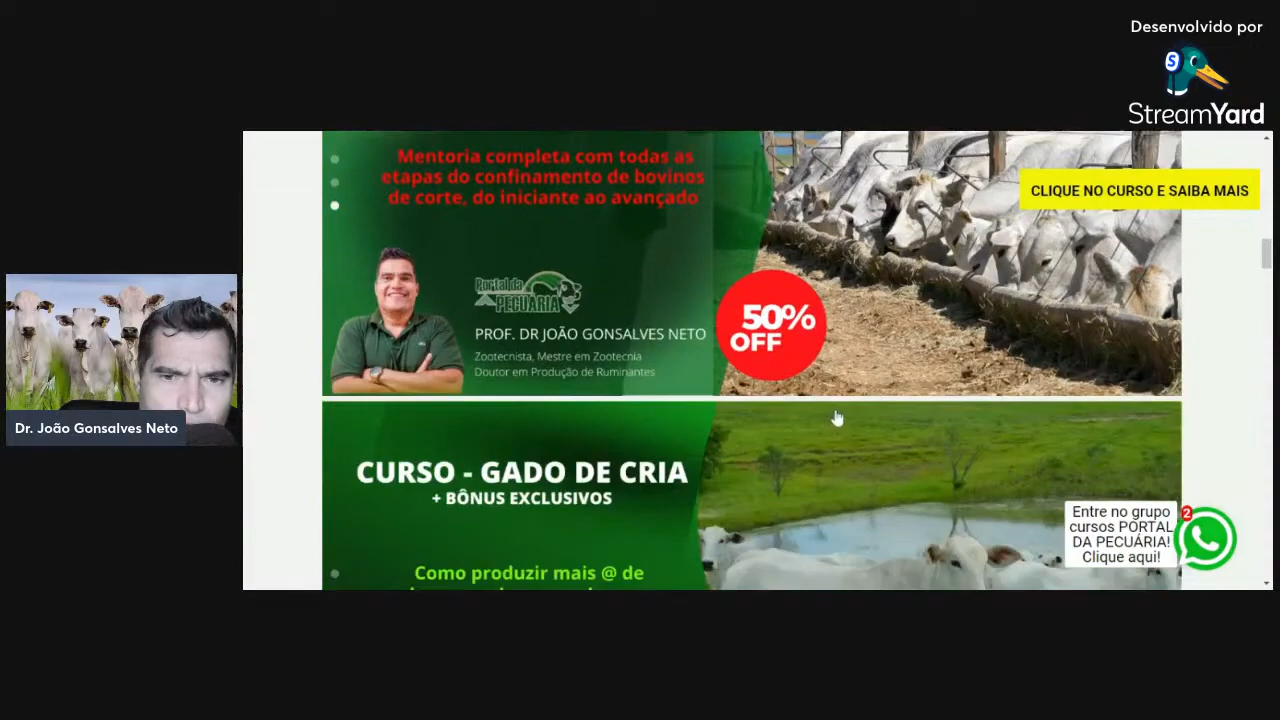 Desenvolvido por
StreamYard
Mentoria completa com todas as
etapas do confinamento de bovinos
de corte, do iniciante ao avançado
CLIQUE NO CURSO E SAIBA MAIS
Portal da
PECUÁRIA
PROF. DR JOÃO GONSALVES NETO
Zootecnista, Mestre em Zootecnia
Doutor em Produção de Ruminantes
50%
OFF
Dr. João Gonsalves Neto
CURSO - GADO DE CRIA
+ BÔNUS EXCLUSIVOS
Como produzir mais @ de
Entre no grupo
cursos PORTAL
DA PECUÁRIA!
Clique aqui!
2